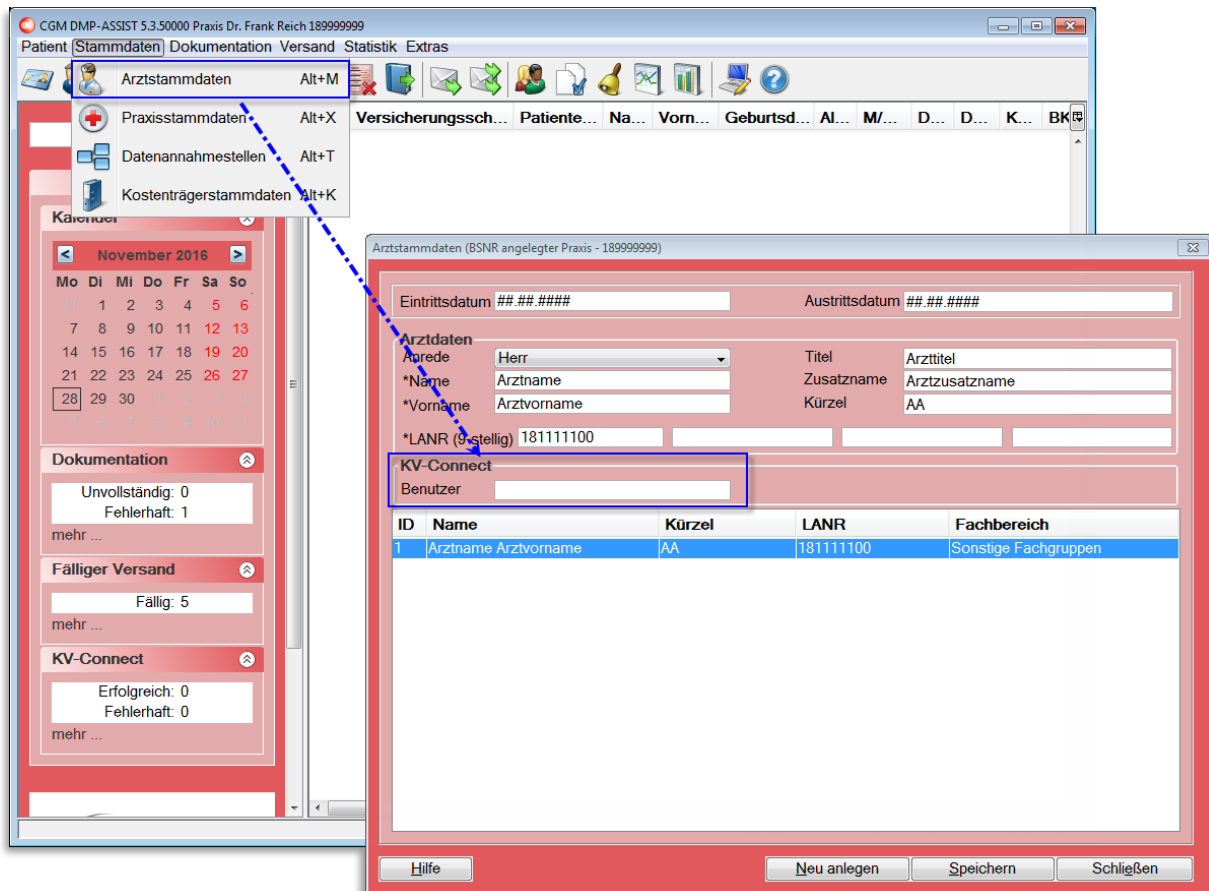 CGM DMP-ASSIST 5.3.50000 Praxis Dr. Frank Reich 189999999
Patient Stammdaten Dokumentation Versand Statistik Extras
Arztstammdaten Alt+M
Praxisstammdaten Alt+X
Datenannahmestellen Alt+T
Kostenträgerstammdaten Alt+K
Versicherungssch... Patiente... Na... Vorn... Geburtsd... Al... M/... D... D... K... BK
Kalender
November 2016
Mo Di Mi Do Fr Sa So
1 2 3 4 5 6
7 8 9 10 11 12 13
14 15 16 17 18 19 20
21 22 23 24 25 26 27
28 29 30
Dokumentation
Unvollständig: 0
Fehlerhaft: 1
mehr ...
Fälliger Versand
Fällig: 5
mehr ...
KV-Connect
Erfolgreich: 0
Fehlerhaft: 0
mehr ...
Arztstammdaten (BSNR angelegter Praxis - 189999999)
Eintrittsdatum ##.##.#### Austrittsdatum ##.##.####
Arztdaten
Anrede Herr Titel Arzttitel
*Name Arztname Zusatzname Arztzusatzname
*Vorname Arztvorname Kürzel AA
*LANR (9-stellig) 181111100
KV-Connect
Benutzer
ID Name Kürzel LANR Fachbereich
1 Arztname Arztvorname AA 181111100 Sonstige Fachgruppen
Hilfe Neu anlegen Speichern Schließen